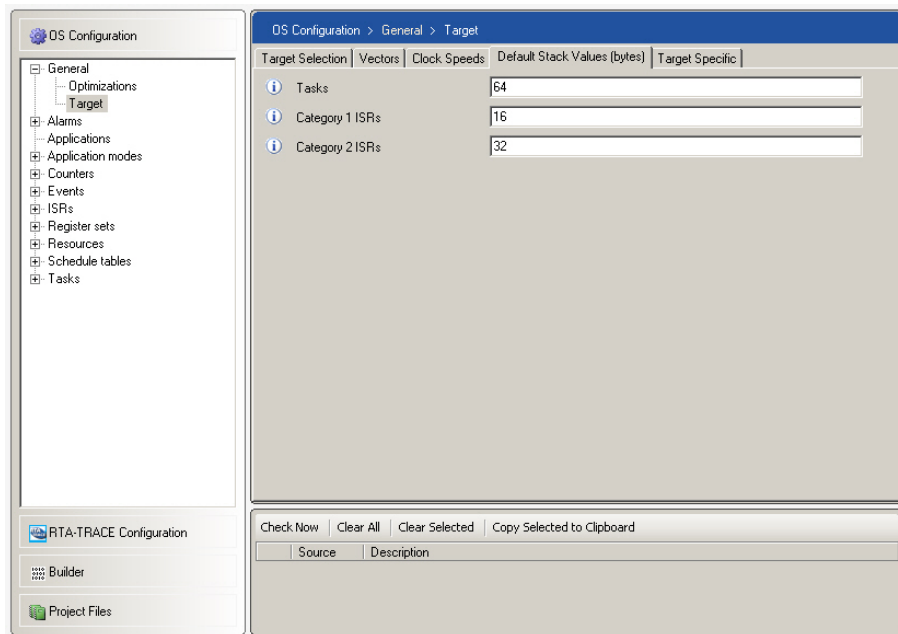 OS Configuration
General
Optimizations
Target
Alarms
Applications
Application modes
Counters
Events
ISRs
Register sets
Resources
Schedule tables
Tasks
RTA-TRACE Configuration
Builder
Project Files
OS Configuration > General > Target
Target Selection Vectors Clock Speeds Default Stack Values (bytes) Target Specific
Tasks 64
Category 1 ISRs 16
Category 2 ISRs 32
Check Now Clear All Clear Selected Copy Selected to Clipboard
Source Description